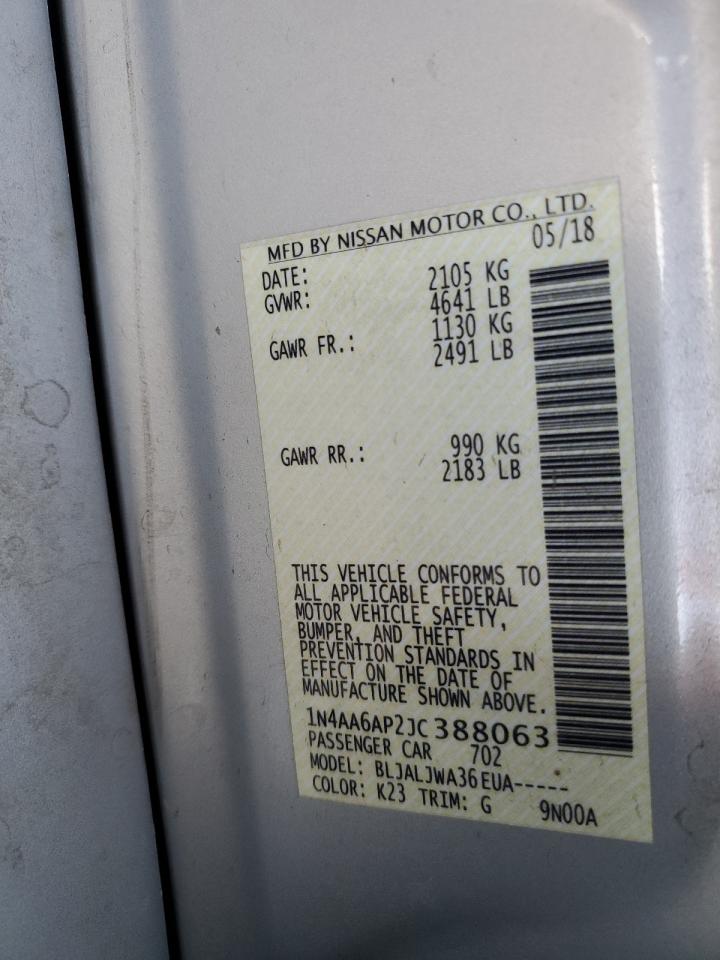 MFD BY NISSAN MOTOR CO., LTD.
DATE: 05/18
GVWR: 2105 KG
4641 LB
GAWR FR.: 1130 KG
2491 LB
GAWR RR.: 990 KG
2183 LB
THIS VEHICLE CONFORMS TO
ALL APPLICABLE FEDERAL
MOTOR VEHICLE SAFETY,
BUMPER, AND THEFT
PREVENTION STANDARDS IN
EFFECT ON THE DATE OF
MANUFACTURE SHOWN ABOVE.
1N4AA6AP2JC388063
PASSENGER CAR 702
MODEL: BLJALJWA36EUA-----
COLOR: K23 TRIM: G 9N00A